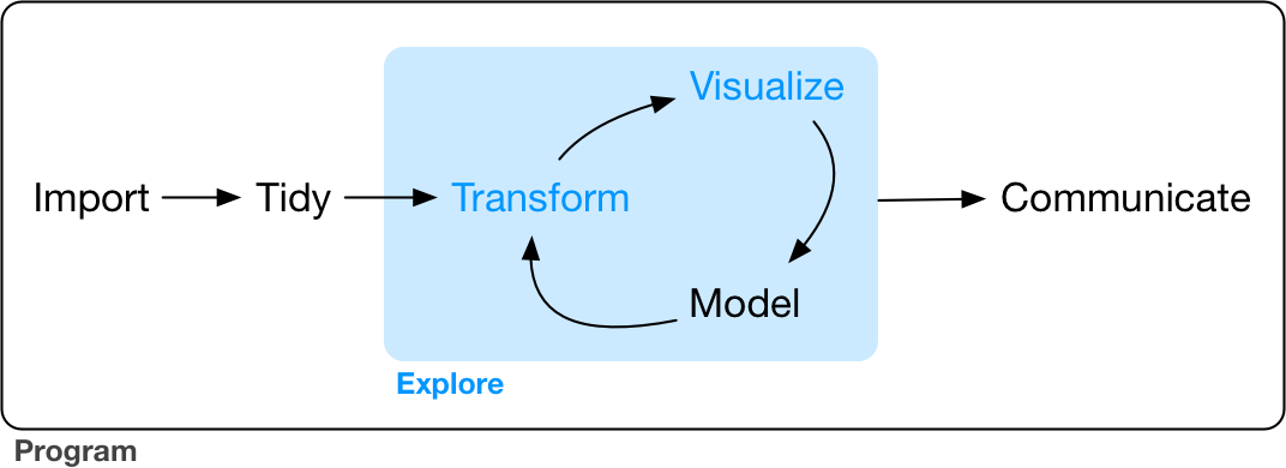 Visualize
Import
Tidy
Transform
Communicate
Model
Explore
Program